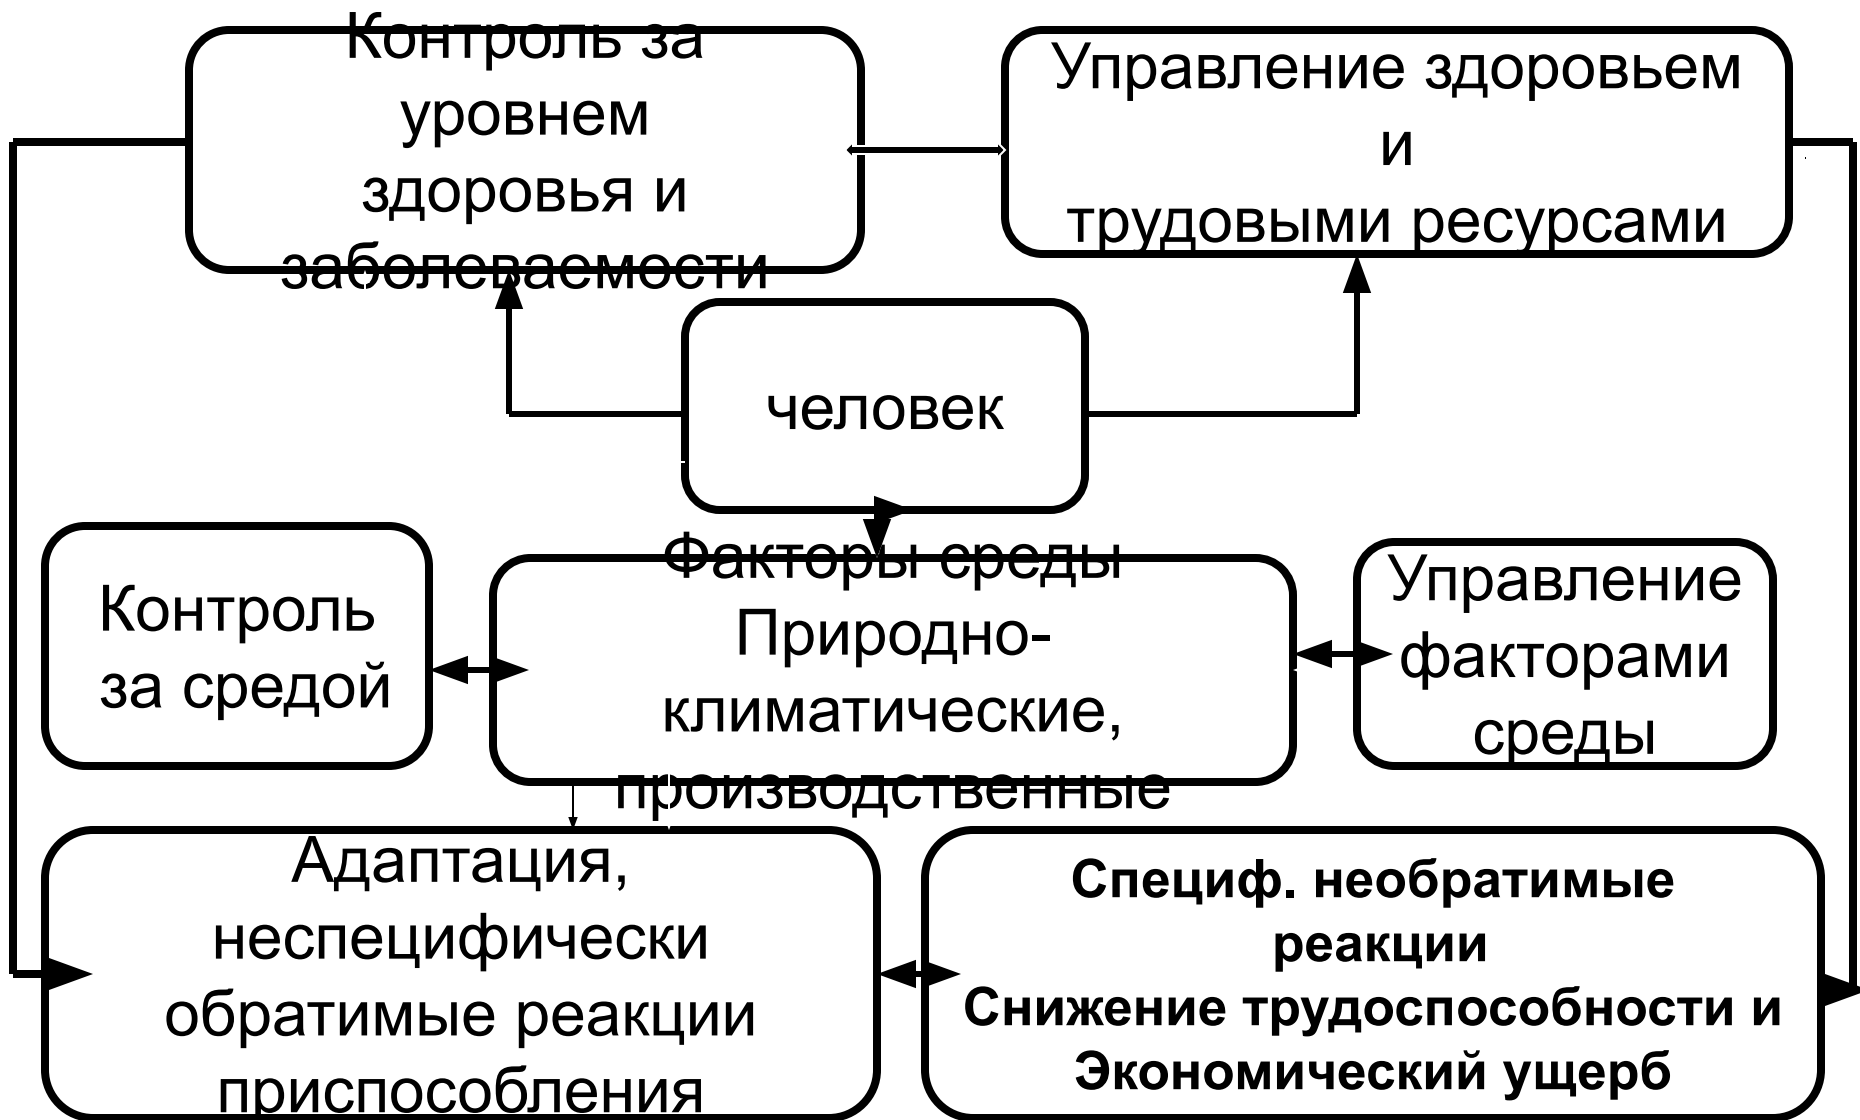 Контроль за
уровнем
здоровья и
заболеваемости
Управление здоровьем
и
трудовыми ресурсами
человек
Контроль
за средой
Факторы среды
Природно-
климатические,
производственные
Управление
факторами
среды
Адаптация,
неспецифически
обратимые реакции
приспособления
Специф. необратимые
реакции
Снижение трудоспособности и
Экономический ущерб